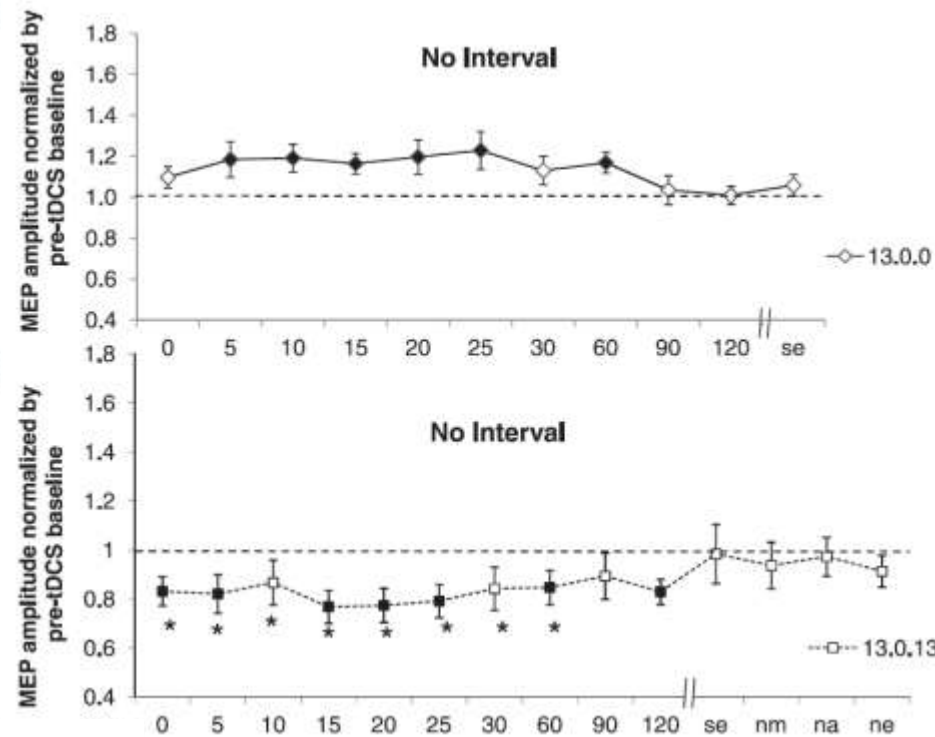 MEP amplitude normalized by
pre-tDCS baseline
No Interval
1.8
1.6
1.4
1.2
1.0
0.8
0.6
0.4
13.0.0
0 5 10 15 20 25 30 60 90 120 se
MEP amplitude normalized by
pre-tDCS baseline
No Interval
1.8
1.6
1.4
1.2
1
0.8
0.6
0.4
* * * * * * * *
13.0.13
0 5 10 15 20 25 30 60 90 120 se nm na ne